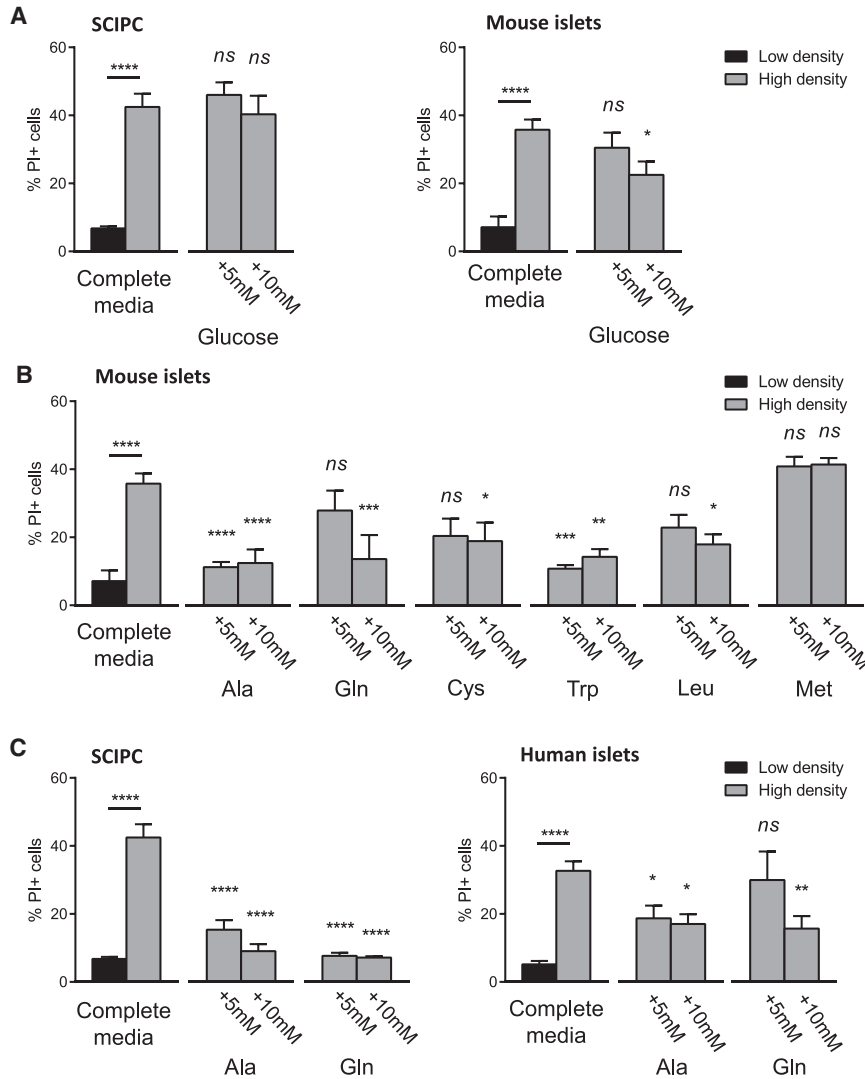 A
SCIPC
Mouse islets
Low density
High density
% PI+ cells
60
40
20
0
****
ns
ns
Complete
media
+5mM
+10mM
Glucose
% PI+ cells
60
40
20
0
****
ns
*
Complete
media
+5mM
+10mM
Glucose
B
Mouse islets
Low density
High density
% PI+ cells
60
40
20
0
****
****
****
ns
***
ns
*
***
**
ns
*
ns
ns
Complete
media
+5mM
+10mM
+5mM
+10mM
+5mM
+10mM
+5mM
+10mM
+5mM
+10mM
+5mM
+10mM
Ala
Gln
Cys
Trp
Leu
Met
C
SCIPC
Human islets
Low density
High density
% PI+ cells
60
40
20
0
****
****
****
****
****
Complete
media
+5mM
+10mM
+5mM
+10mM
Ala
Gln
% PI+ cells
60
40
20
0
****
*
*
ns
**
Complete
media
+5mM
+10mM
+5mM
+10mM
Ala
Gln